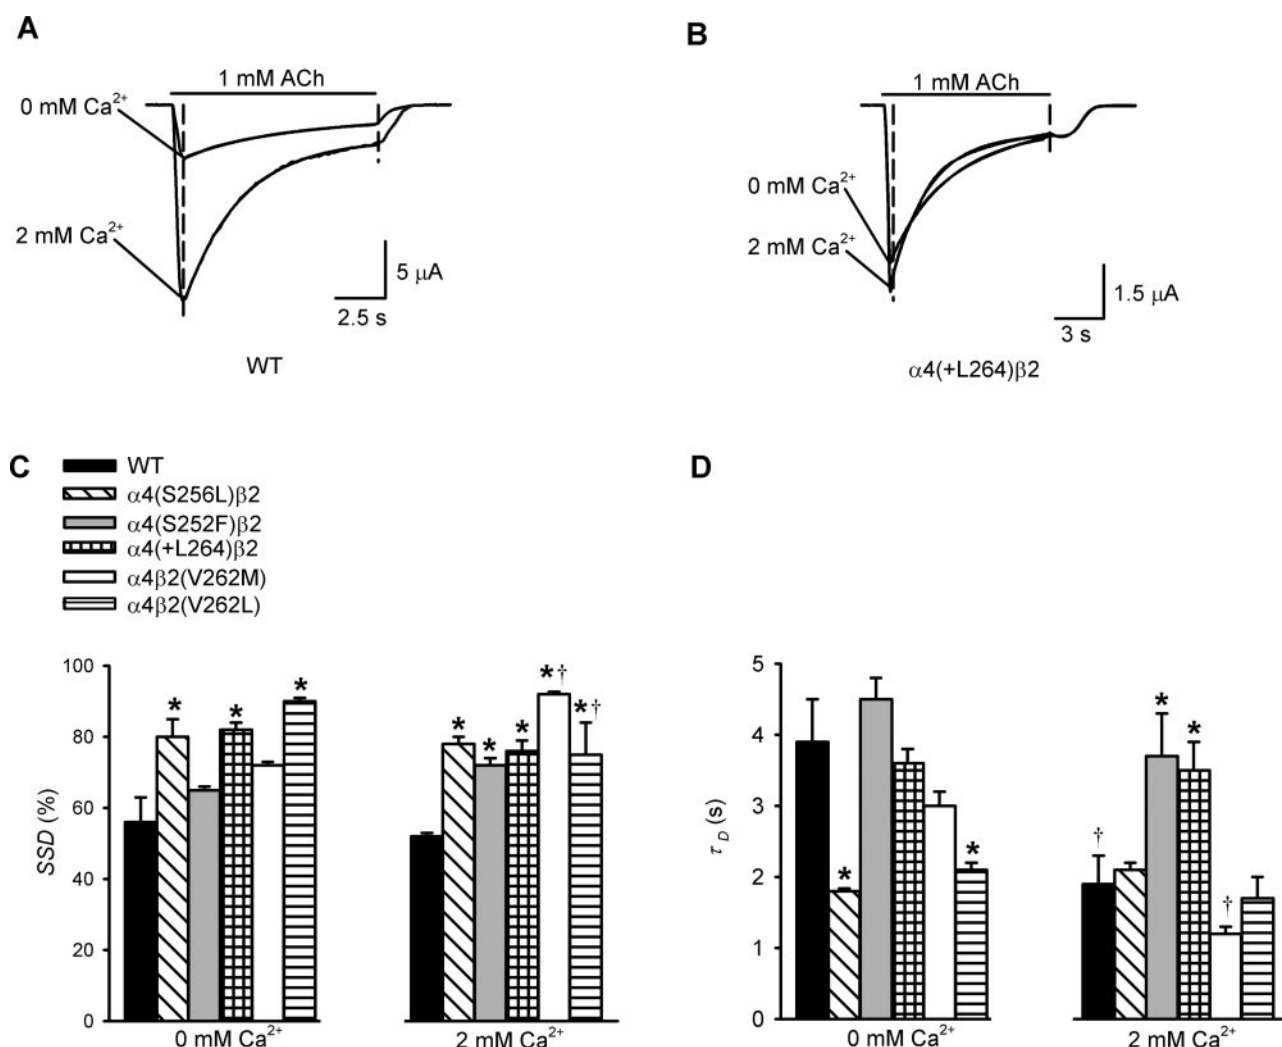 A
1 mM ACh
0 mM Ca²⁺
2 mM Ca²⁺
5 μA
2.5 s
WT
B
1 mM ACh
0 mM Ca²⁺
2 mM Ca²⁺
1.5 μA
3 s
α4(+L264)β2
C
WT
α4(S256L)β2
α4(S252F)β2
α4(+L264)β2
α4β2(V262M)
α4β2(V262L)
SSD (%)
100
80
60
40
20
0
*
*
*
*
*
*
*†
*†
0 mM Ca²⁺
2 mM Ca²⁺
D
τ_D (s)
5
4
3
2
1
0
*
*
†
*
*
†
0 mM Ca²⁺
2 mM Ca²⁺